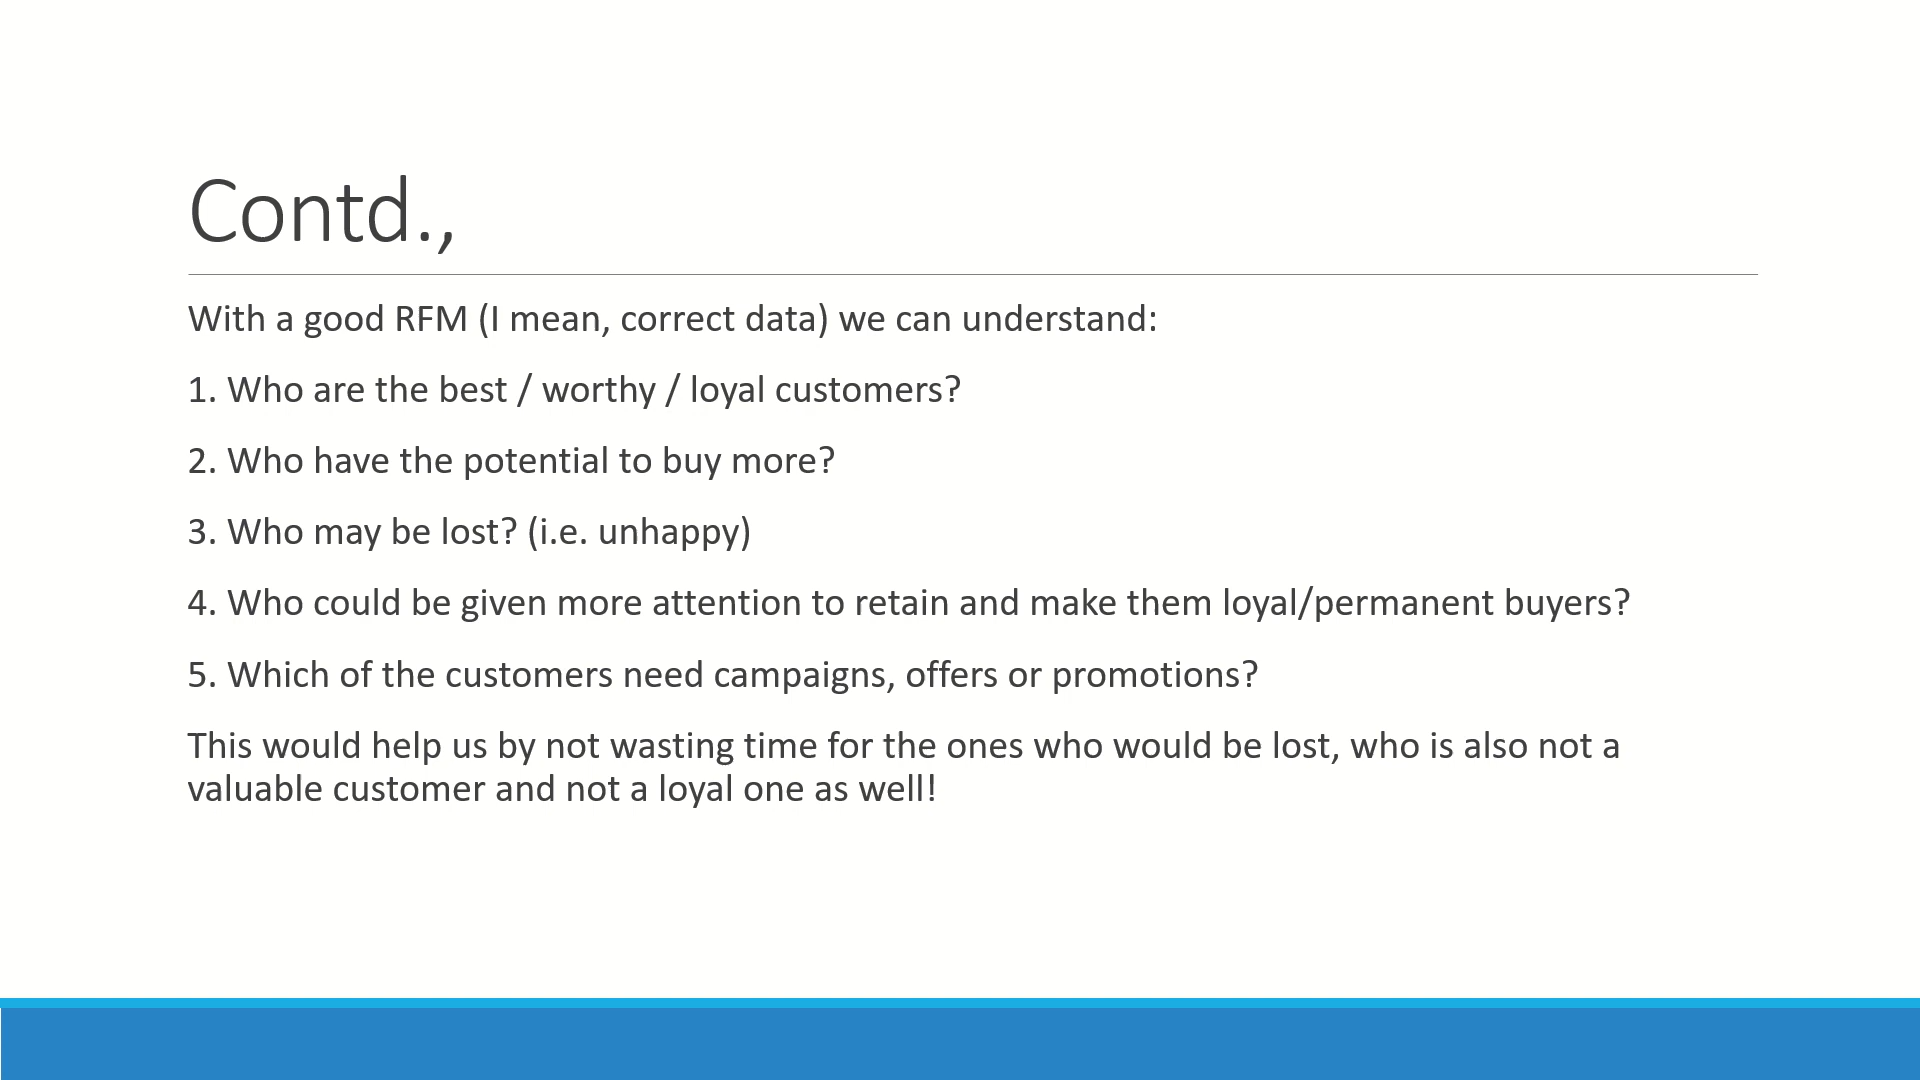 Contd.,
With a good RFM (I mean, correct data) we can understand:
1. Who are the best / worthy / loyal customers?
2. Who have the potential to buy more?
3. Who may be lost? (i.e. unhappy)
4. Who could be given more attention to retain and make them loyal/permanent buyers?
5. Which of the customers need campaigns, offers or promotions?
This would help us by not wasting time for the ones who would be lost, who is also not a
valuable customer and not a loyal one as well!